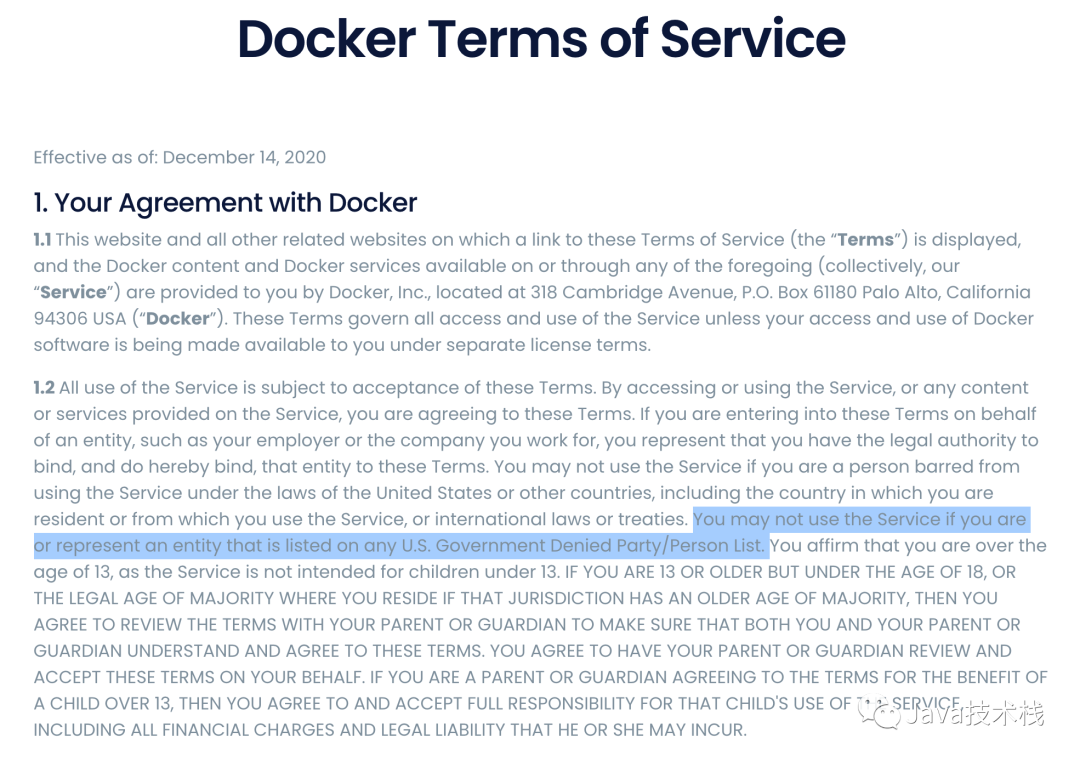 Docker Terms of Service
Effective as of: December 14, 2020
1. Your Agreement with Docker
1.1 This website and all other related websites on which a link to these Terms of Service (the “Terms”) is displayed,
and the Docker content and Docker services available on or through any of the foregoing (collectively, our
“Service”) are provided to you by Docker, Inc., located at 318 Cambridge Avenue, P.O. Box 61180 Palo Alto, California
94306 USA (“Docker”). These Terms govern all access and use of the Service unless your access and use of Docker
software is being made available to you under separate license terms.
1.2 All use of the Service is subject to acceptance of these Terms. By accessing or using the Service, or any content
or services provided on the Service, you are agreeing to these Terms. If you are entering into these Terms on behalf
of an entity, such as your employer or the company you work for, you represent that you have the legal authority to
bind, and do hereby bind, that entity to these Terms. You may not use the Service if you are a person barred from
using the Service under the laws of the United States or other countries, including the country in which you are
resident or from which you use the Service, or international laws or treaties. You may not use the Service if you are
or represent an entity that is listed on any U.S. Government Denied Party/Person List. You affirm that you are over the
age of 13, as the Service is not intended for children under 13. IF YOU ARE 13 OR OLDER BUT UNDER THE AGE OF 18, OR
THE LEGAL AGE OF MAJORITY WHERE YOU RESIDE IF THAT JURISDICTION HAS AN OLDER AGE OF MAJORITY, THEN YOU
AGREE TO REVIEW THE TERMS WITH YOUR PARENT OR GUARDIAN TO MAKE SURE THAT BOTH YOU AND YOUR PARENT OR
GUARDIAN UNDERSTAND AND AGREE TO THESE TERMS. YOU AGREE TO HAVE YOUR PARENT OR GUARDIAN REVIEW AND
ACCEPT THESE TERMS ON YOUR BEHALF. IF YOU ARE A PARENT OR GUARDIAN AGREEING TO THE TERMS FOR THE BENEFIT OF
A CHILD OVER 13, THEN YOU AGREE TO AND ACCEPT FULL RESPONSIBILITY FOR THAT CHILD'S USE OF SERVICE,
INCLUDING ALL FINANCIAL CHARGES AND LEGAL LIABILITY THAT HE OR SHE MAY INCUR.
Java技术栈